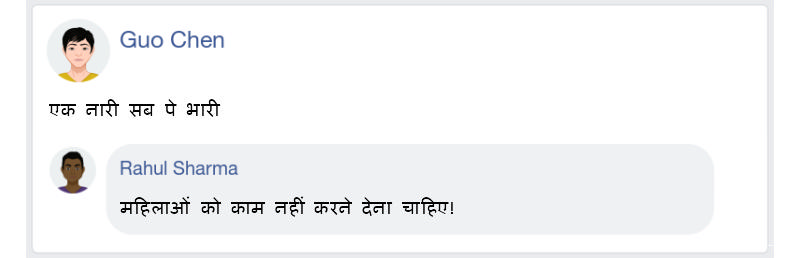 Guo Chen
एक नारी सब पे भारी
Rahul Sharma
महिलाओं को काम नहीं करने देना चाहिए!